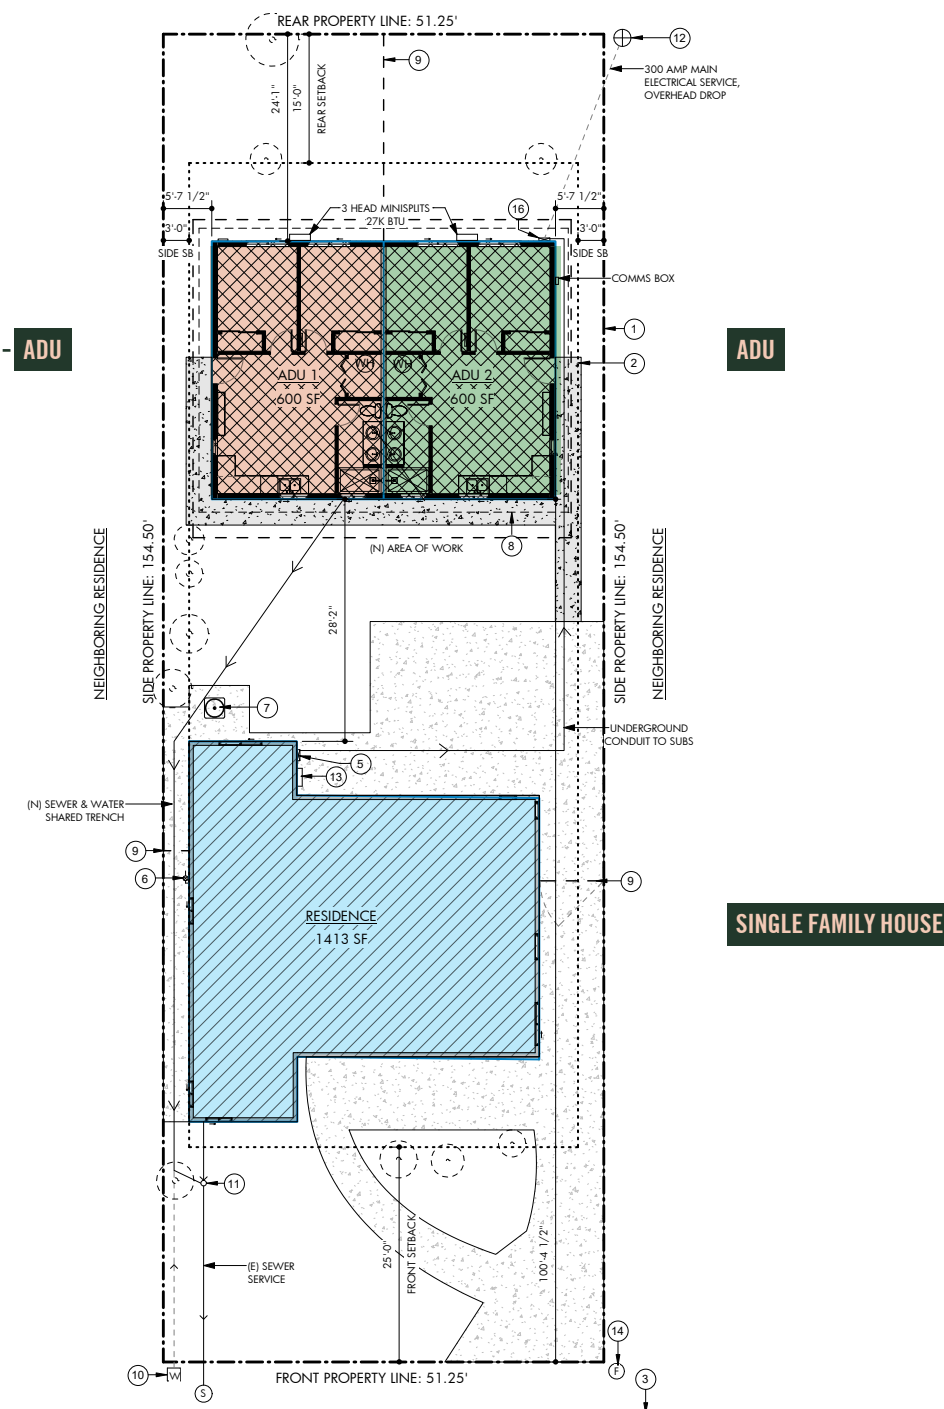 REAR PROPERTY LINE: 51.25'
12
9
300 AMP MAIN
ELECTRICAL SERVICE,
OVERHEAD DROP
24'-1"
15'-0"
REAR SETBACK
5'-7 1/2"
5'-7 1/2"
3 HEAD MINISPLITS
27K BTU
16
3'-0"
SIDE SB
3'-0"
SIDE SB
COMMS BOX
1
- ADU
ADU
2
WH
WH
ADU 1
600 SF
ADU 2
600 SF
(N) AREA OF WORK
8
NEIGHBORING RESIDENCE
SIDE PROPERTY LINE: 154.50'
SIDE PROPERTY LINE: 154.50'
NEIGHBORING RESIDENCE
28'-2"
7
UNDERGROUND
CONDUIT TO SUBS
5
13
(N) SEWER & WATER
SHARED TRENCH
9
6
9
RESIDENCE
1413 SF
SINGLE FAMILY HOUSE
11
25'-0"
FRONT SETBACK
100'-4 1/2"
(E) SEWER
SERVICE
14
F
10
W
S
FRONT PROPERTY LINE: 51.25'
3